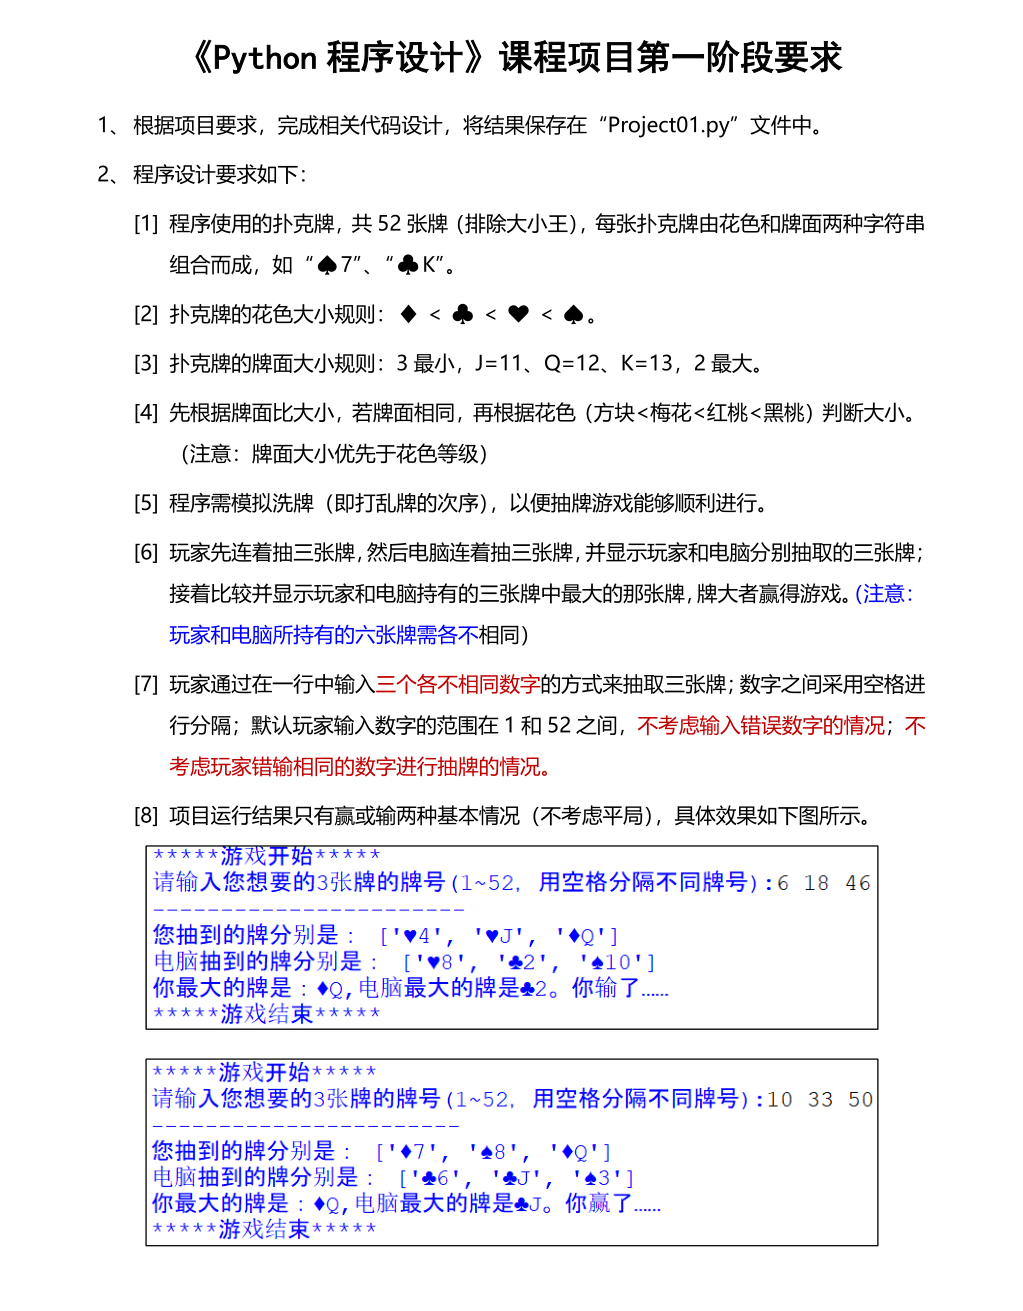 《Python 程序设计》课程项目第一阶段要求
1、 根据项目要求，完成相关代码设计，将结果保存在“Project01.py”文件中。
2、 程序设计要求如下：
[1] 程序使用的扑克牌，共 52 张牌（排除大小王），每张扑克牌由花色和牌面两种字符串
组合而成，如“♠7”、“♣K”。
[2] 扑克牌的花色大小规则：♦ < ♣ < ♥ < ♠。
[3] 扑克牌的牌面大小规则：3 最小，J=11、Q=12、K=13，2 最大。
[4] 先根据牌面比大小，若牌面相同，再根据花色（方块<梅花<红桃<黑桃）判断大小。
（注意：牌面大小优先于花色等级）
[5] 程序需模拟洗牌（即打乱牌的次序），以便抽牌游戏能够顺利进行。
[6] 玩家先连着抽三张牌，然后电脑连着抽三张牌，并显示玩家和电脑分别抽取的三张牌；
接着比较并显示玩家和电脑持有的三张牌中最大的那张牌，牌大者赢得游戏。（注意：
玩家和电脑所持有的六张牌需各不相同）
[7] 玩家通过在一行中输入三个各不相同数字的方式来抽取三张牌；数字之间采用空格进
行分隔；默认玩家输入数字的范围在 1 和 52 之间，不考虑输入错误数字的情况；不
考虑玩家错输相同的数字进行抽牌的情况。
[8] 项目运行结果只有赢或输两种基本情况（不考虑平局），具体效果如下图所示。
*****游戏开始*****
请输入您想要的3张牌的牌号(1~52, 用空格分隔不同牌号):6 18 46
-----------------------
您抽到的牌分别是： ['♥4', '♥J', '♦Q']
电脑抽到的牌分别是： ['♥8', '♣2', '♠10']
你最大的牌是：♦Q,电脑最大的牌是♣2。你输了……
*****游戏结束*****
*****游戏开始*****
请输入您想要的3张牌的牌号(1~52, 用空格分隔不同牌号):10 33 50
-----------------------
您抽到的牌分别是： ['♦7', '♠8', '♦Q']
电脑抽到的牌分别是： ['♣6', '♣J', '♠3']
你最大的牌是：♦Q,电脑最大的牌是♣J。你赢了……
*****游戏结束*****